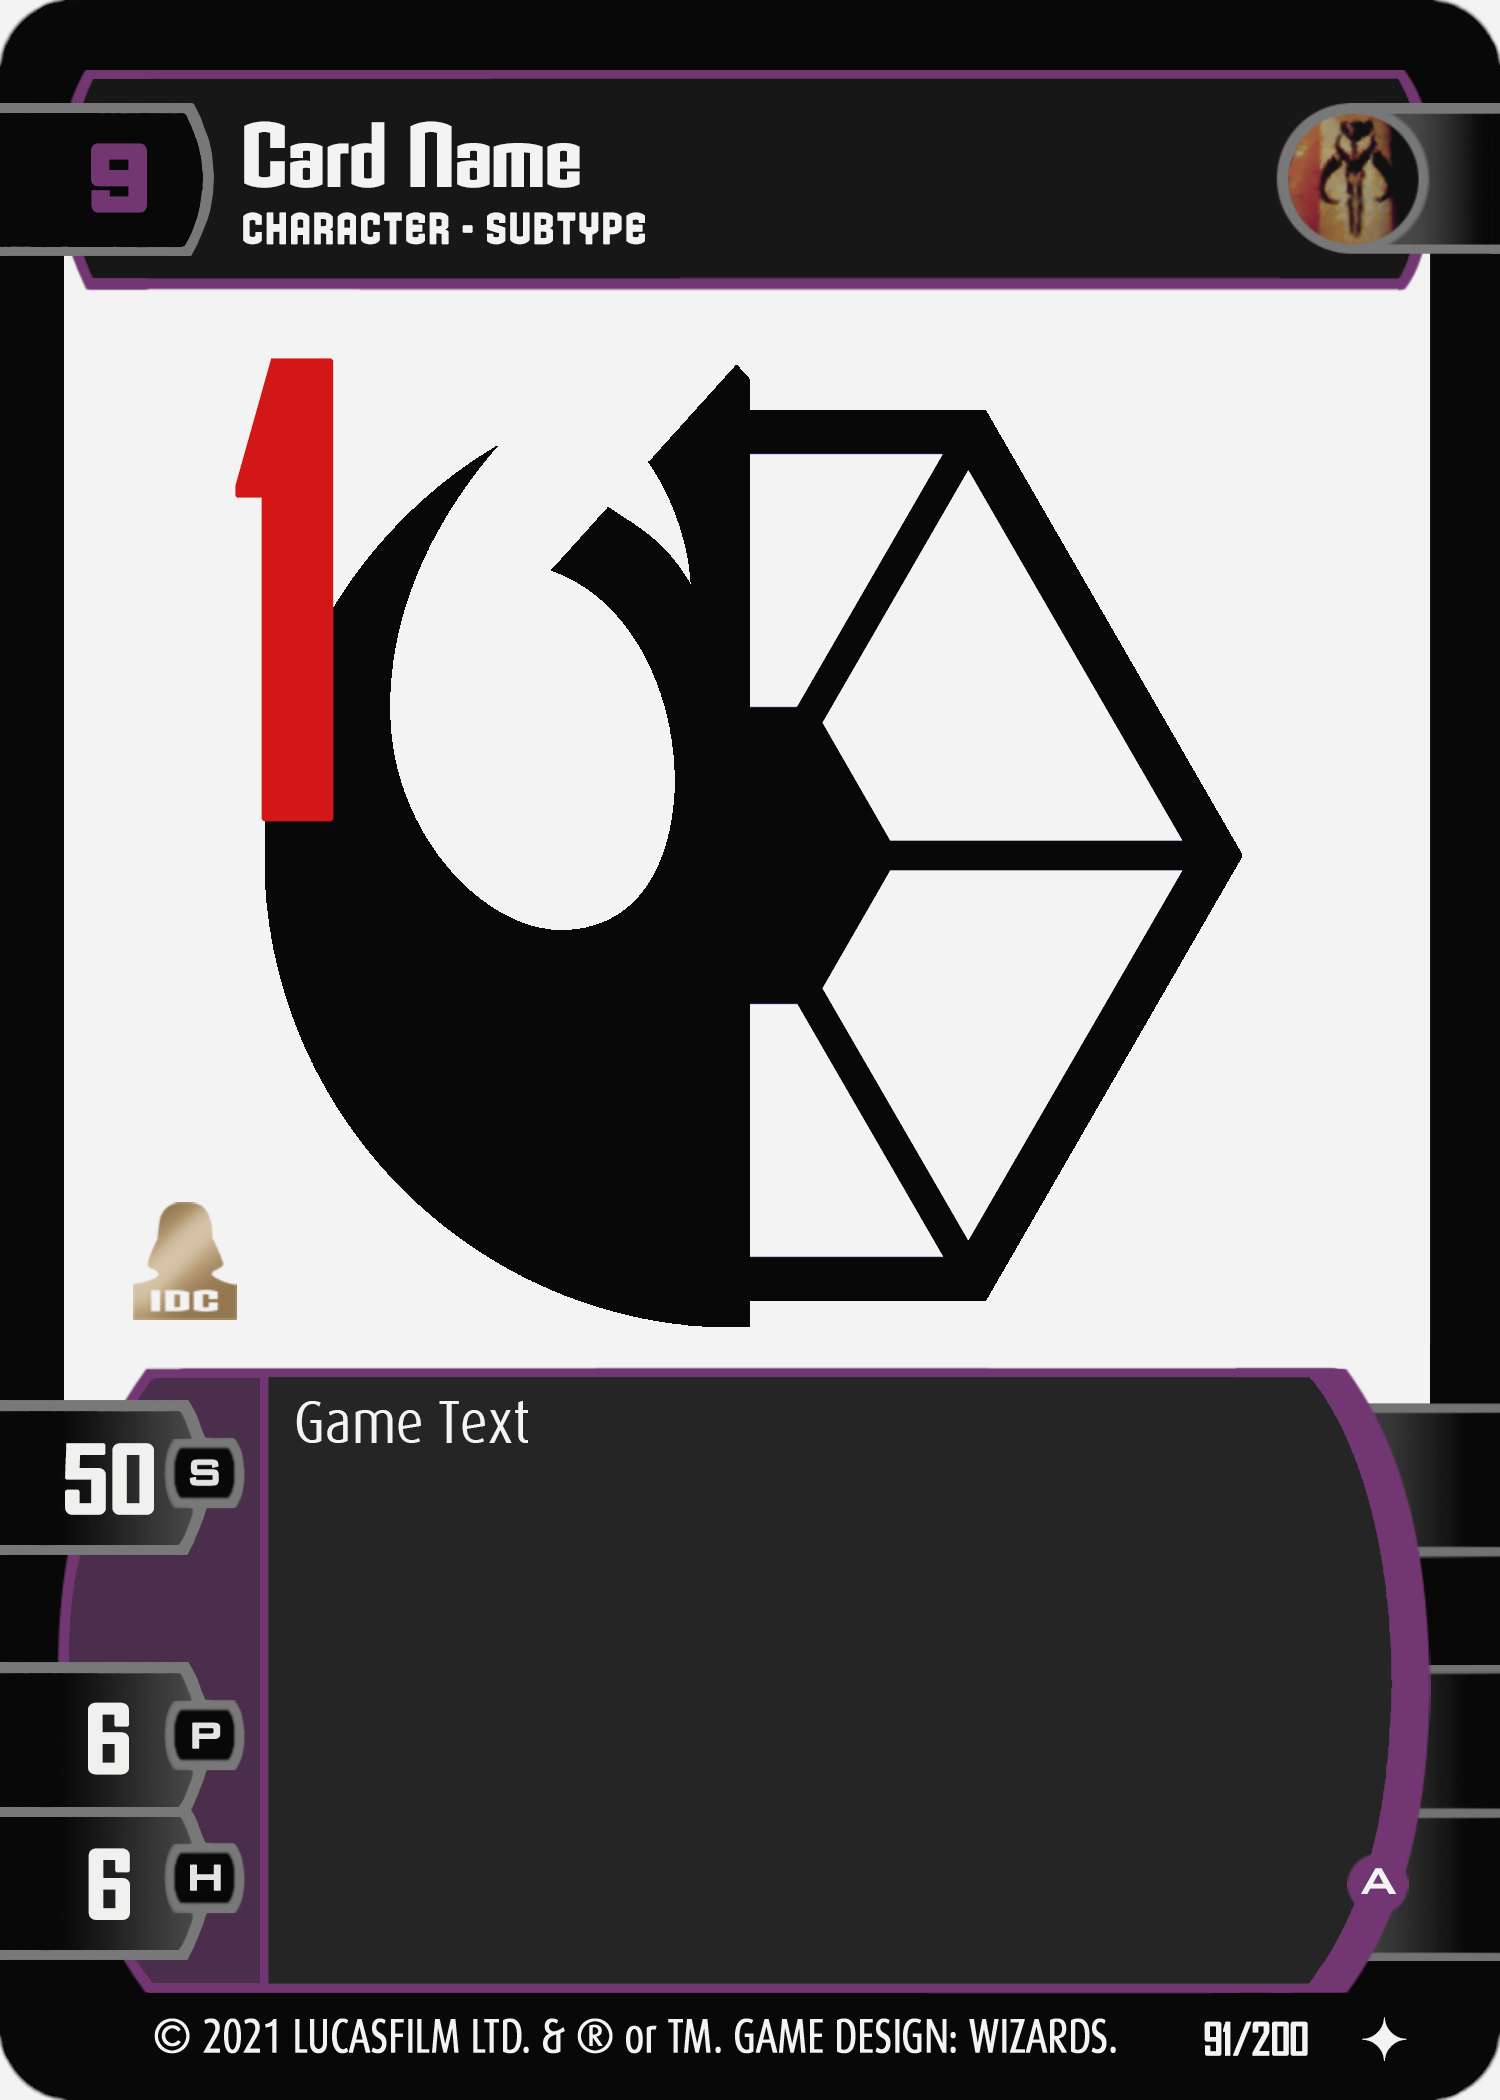 9
Card Name
CHARACTER - SUBTYPE
1
IDC
50 S
Game Text
6 P
6 H
A
© 2021 LUCASFILM LTD. & ® or TM. GAME DESIGN: WIZARDS.
91/200